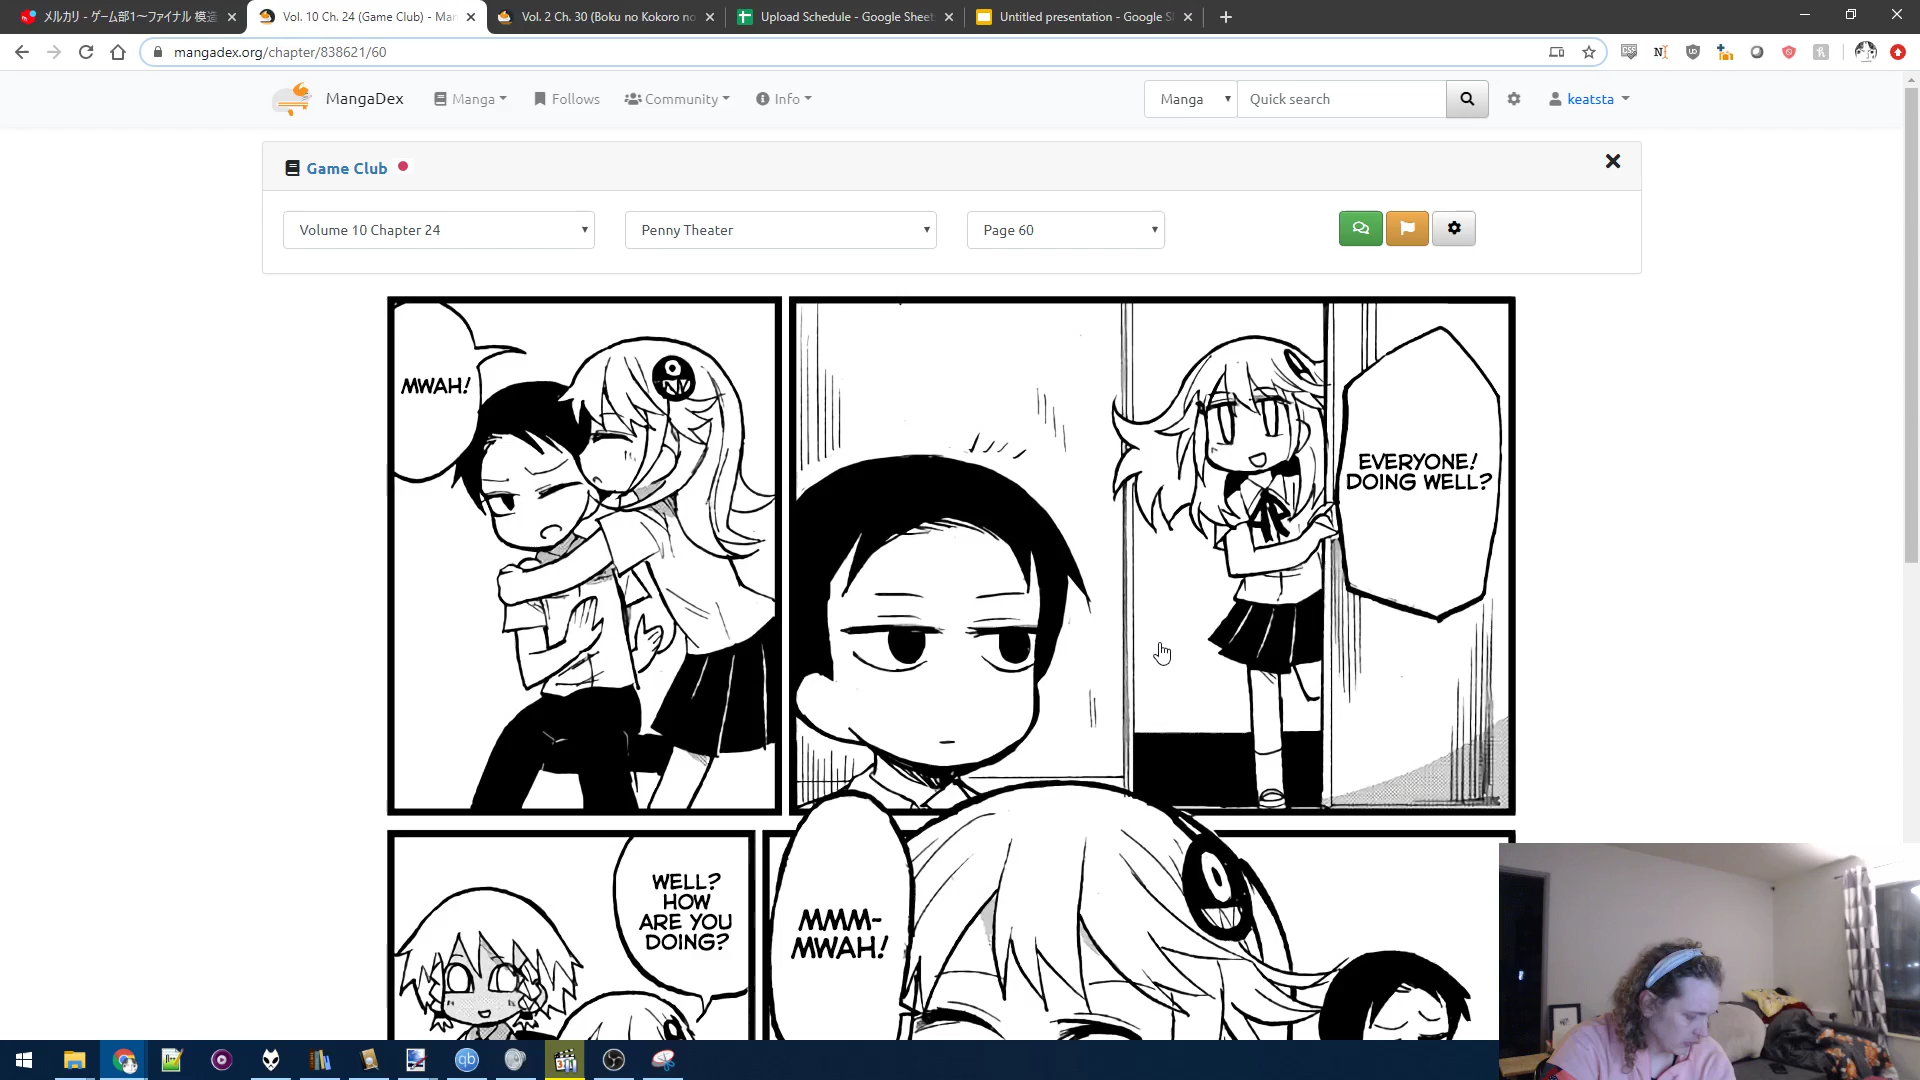 メルカリ - ゲーム部1〜ファイナル 模造
Vol. 10 Ch. 24 (Game Club) - Man
Vol. 2 Ch. 30 (Boku no Kokoro no
Upload Schedule - Google Sheet
Untitled presentation - Google Sl
mangadex.org/chapter/838621/60
MangaDex
Manga
Follows
Community
Info
Manga
Quick search
keatsta
Game Club
Volume 10 Chapter 24
Penny Theater
Page 60
MWAH!
EVERYONE!
DOING WELL?
WELL?
HOW
ARE YOU
DOING?
MMM-
MWAH!